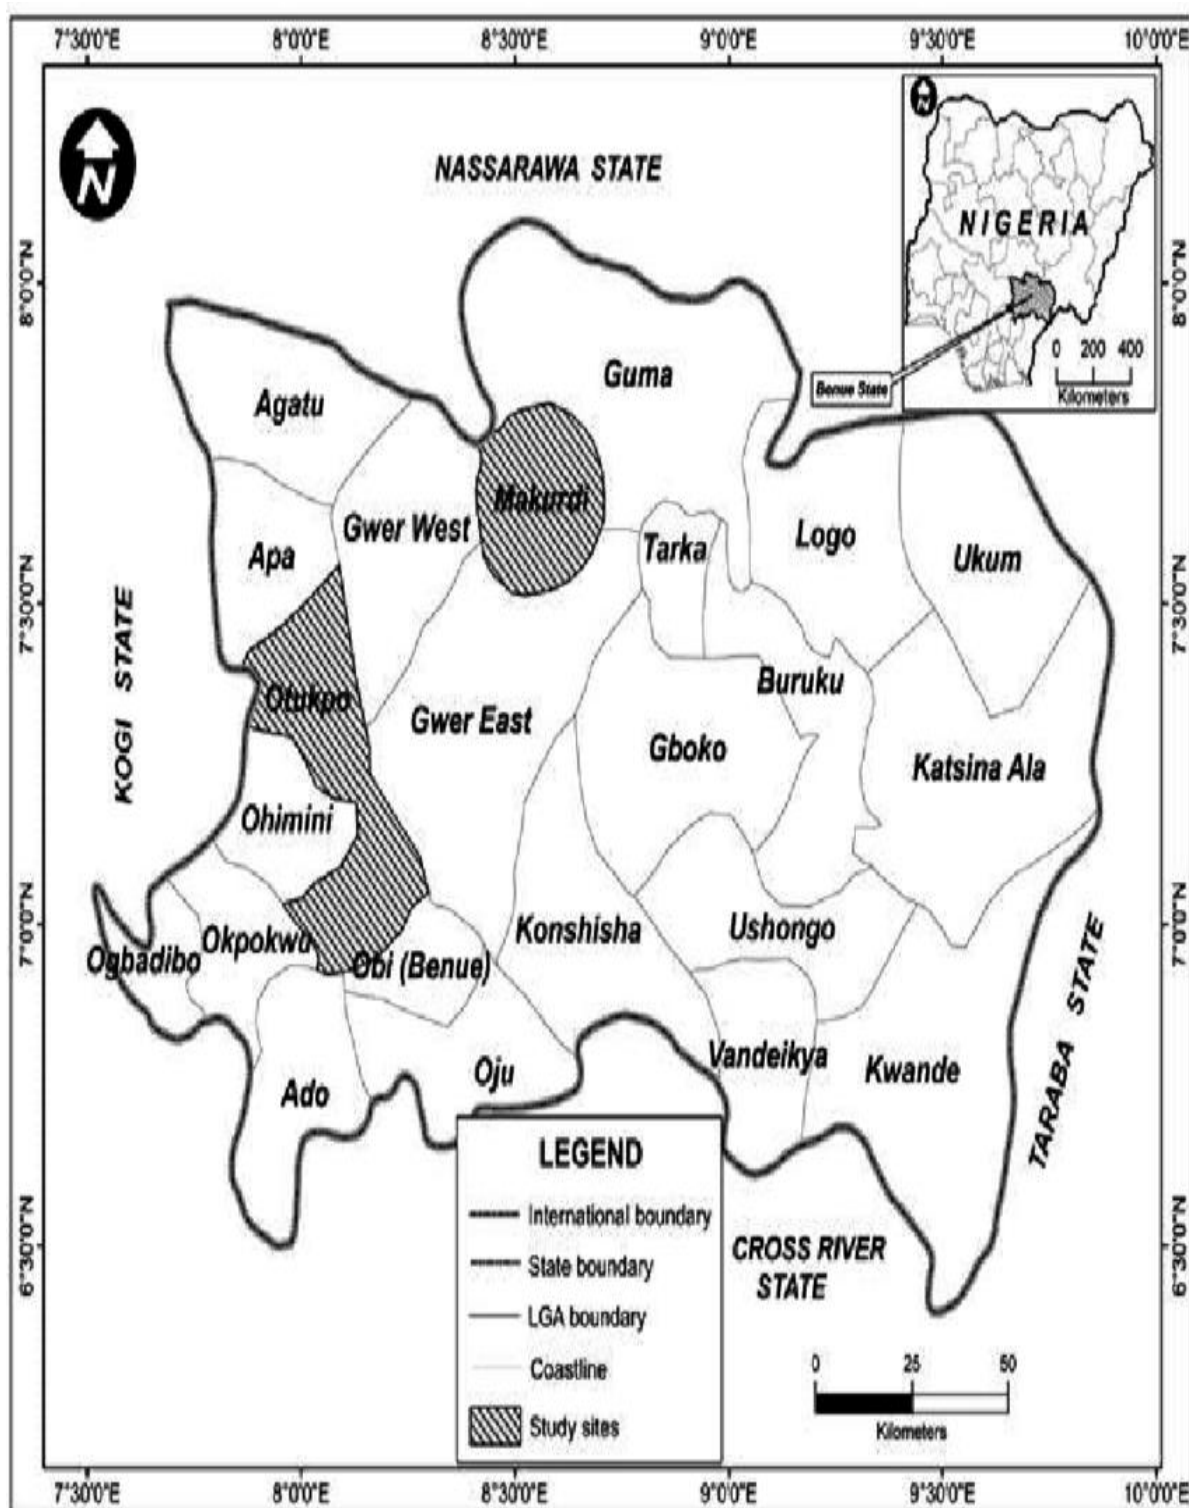 7°30'0"E 8°0'0"E 8°30'0"E 9°0'0"E 9°30'0"E 10°0'0"E
N
N
NASSARAWA STATE
NIGERIA
8°0'0"N
8°0'0"N
0 200 400
Kilometers
Benue State
Guma
Agatu
Makurdi
Gwer West
Tarka
Logo
Apa
Ukum
7°30'0"N
7°30'0"N
KOGI STATE
Otukpo
Buruku
Gwer East
Gboko
Katsina Ala
Ohimini
7°0'0"N
7°0'0"N
Okpokwu
Konshisha
Ushongo
Ogbadibo
Obi (Benue)
TARABA STATE
Vandeikya
Oju
Kwande
Ado
LEGEND
International boundary
State boundary
LGA boundary
Coastline
Study sites
6°30'0"N
6°30'0"N
CROSS RIVER
STATE
0 25 50
Kilometers
7°30'0"E 8°0'0"E 8°30'0"E 9°0'0"E 9°30'0"E 10°0'0"E